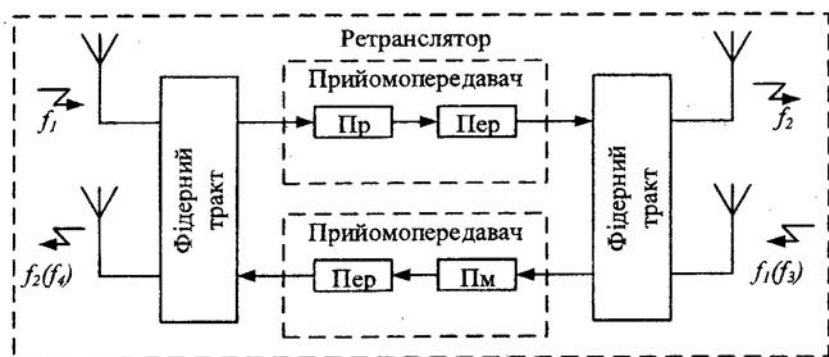 Ретранслятор
Прийомопередавач
f₁
Фідерний тракт
Пр
Пер
Фідерний тракт
f₂
f₂(f₄)
Прийомопередавач
Пер
Пм
f₁(f₃)